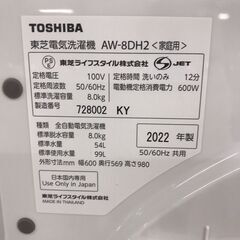 TOSHIBA
東芝電気洗濯機 AW-8DH2 <家庭用>
PS E
東芝ライフスタイル株式会社 S JET
定格電圧 100V
定格周波数 50/60Hz
標準洗濯容量 8.0kg
定格時間 洗いのみ 12分
定格消費電力 電動機 600W
製造番号 728002 KY
種類 全自動電気洗濯機
標準脱水容量 8.0kg
標準水量 54L
標準使用水量 99L
外形寸法mm 幅600 奥行569 高さ980
2022 年製
50/60Hz 共用
日本国内専用
Use Only in Japan
東芝ライフスタイル株式会社
MADE IN THAILAND